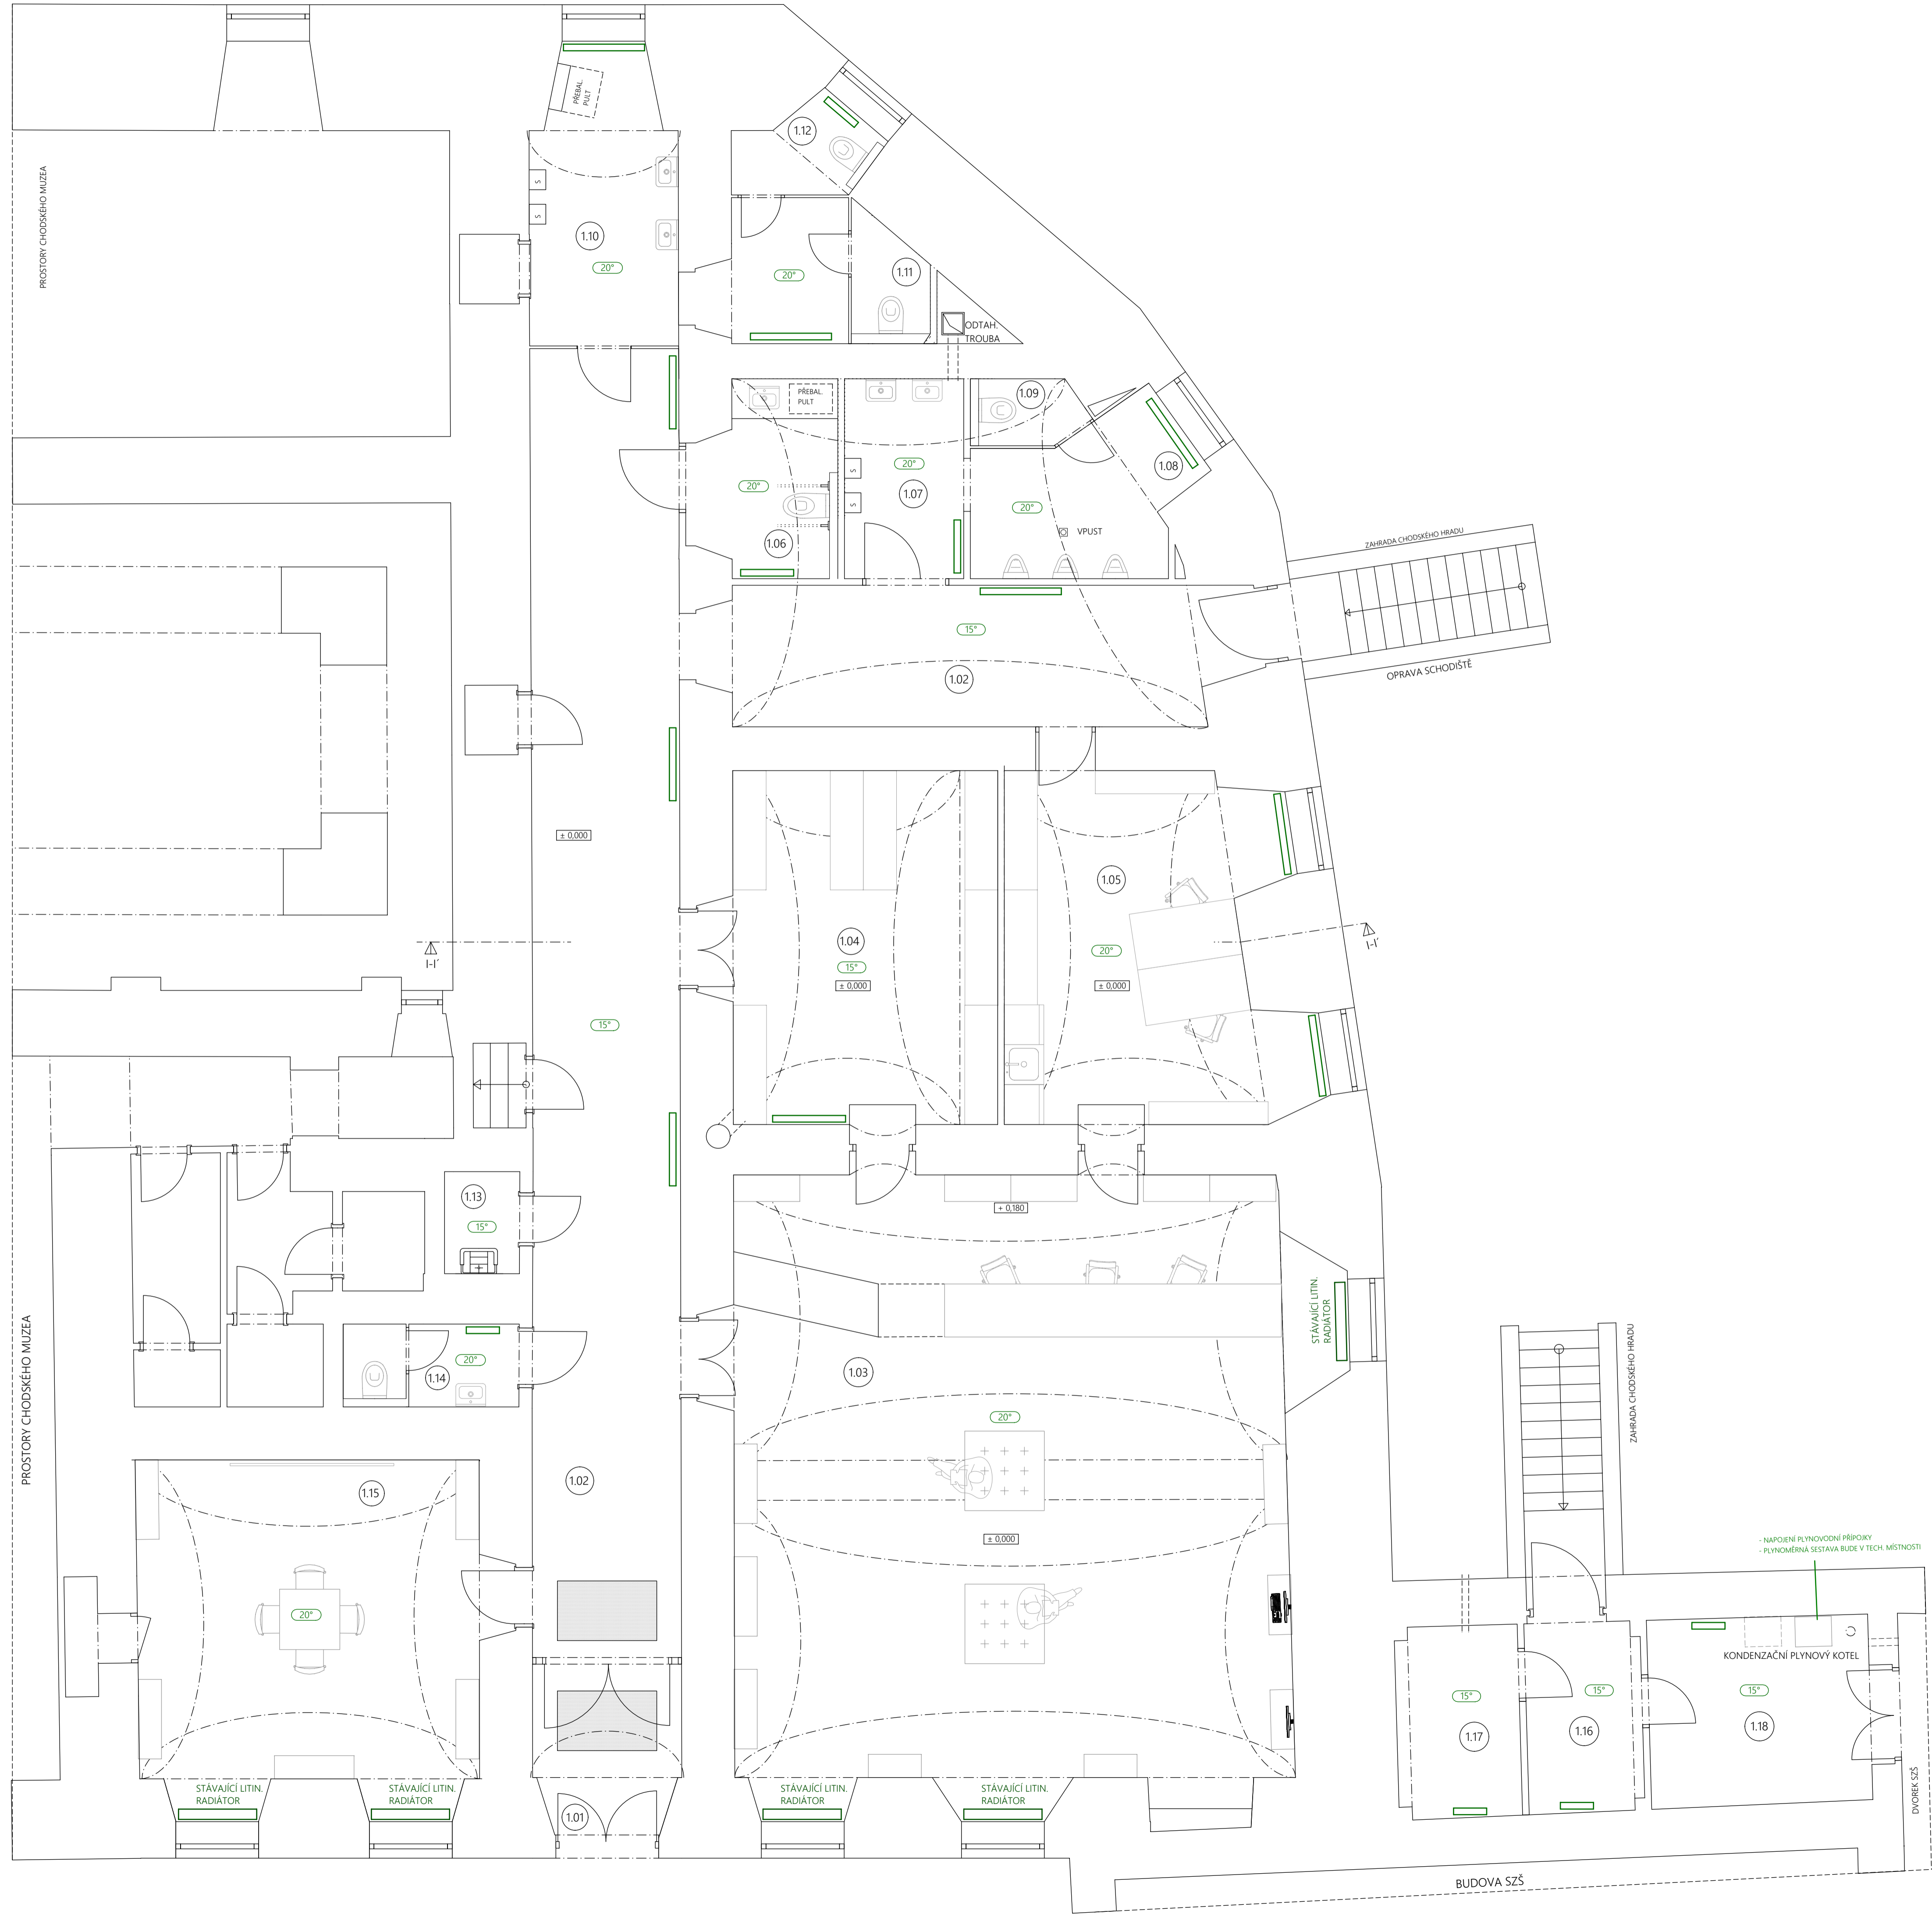 PŘEBAL.
PULT
1.12
PROSTORY CHODSKÉHO MUZEA
S
S
1.10
20°
20°
1.11
ODTAH.
TROUBA
PŘEBAL.
PULT
1.09
20°
S
1.08
20°
1.07
S
20°
VPUST
1.06
ZAHRADA CHODSKÉHO HRADU
15°
1.02
OPRAVA SCHODIŠTĚ
± 0,000
1.05
1.04
20°
15°
± 0,000
± 0,000
I-I´
I-I´
15°
1.13
15°
+ 0,180
STÁVAJÍCÍ LITIN.
RADIÁTOR
20°
1.14
1.03
20°
ZAHRADA CHODSKÉHO HRADU
PROSTORY CHODSKÉHO MUZEA
1.15
1.02
± 0,000
- NAPOJENÍ PLYNOVODNÍ PŘÍPOJKY
- PLYNOMĚRNÁ SESTAVA BUDE V TECH. MÍSTNOSTI
20°
KONDENZAČNÍ PLYNOVÝ KOTEL
15°
15°
15°
1.17
1.16
1.18
STÁVAJÍCÍ LITIN.
RADIÁTOR
STÁVAJÍCÍ LITIN.
RADIÁTOR
1.01
STÁVAJÍCÍ LITIN.
RADIÁTOR
STÁVAJÍCÍ LITIN.
RADIÁTOR
DVOREK SZŠ
BUDOVA SZŠ